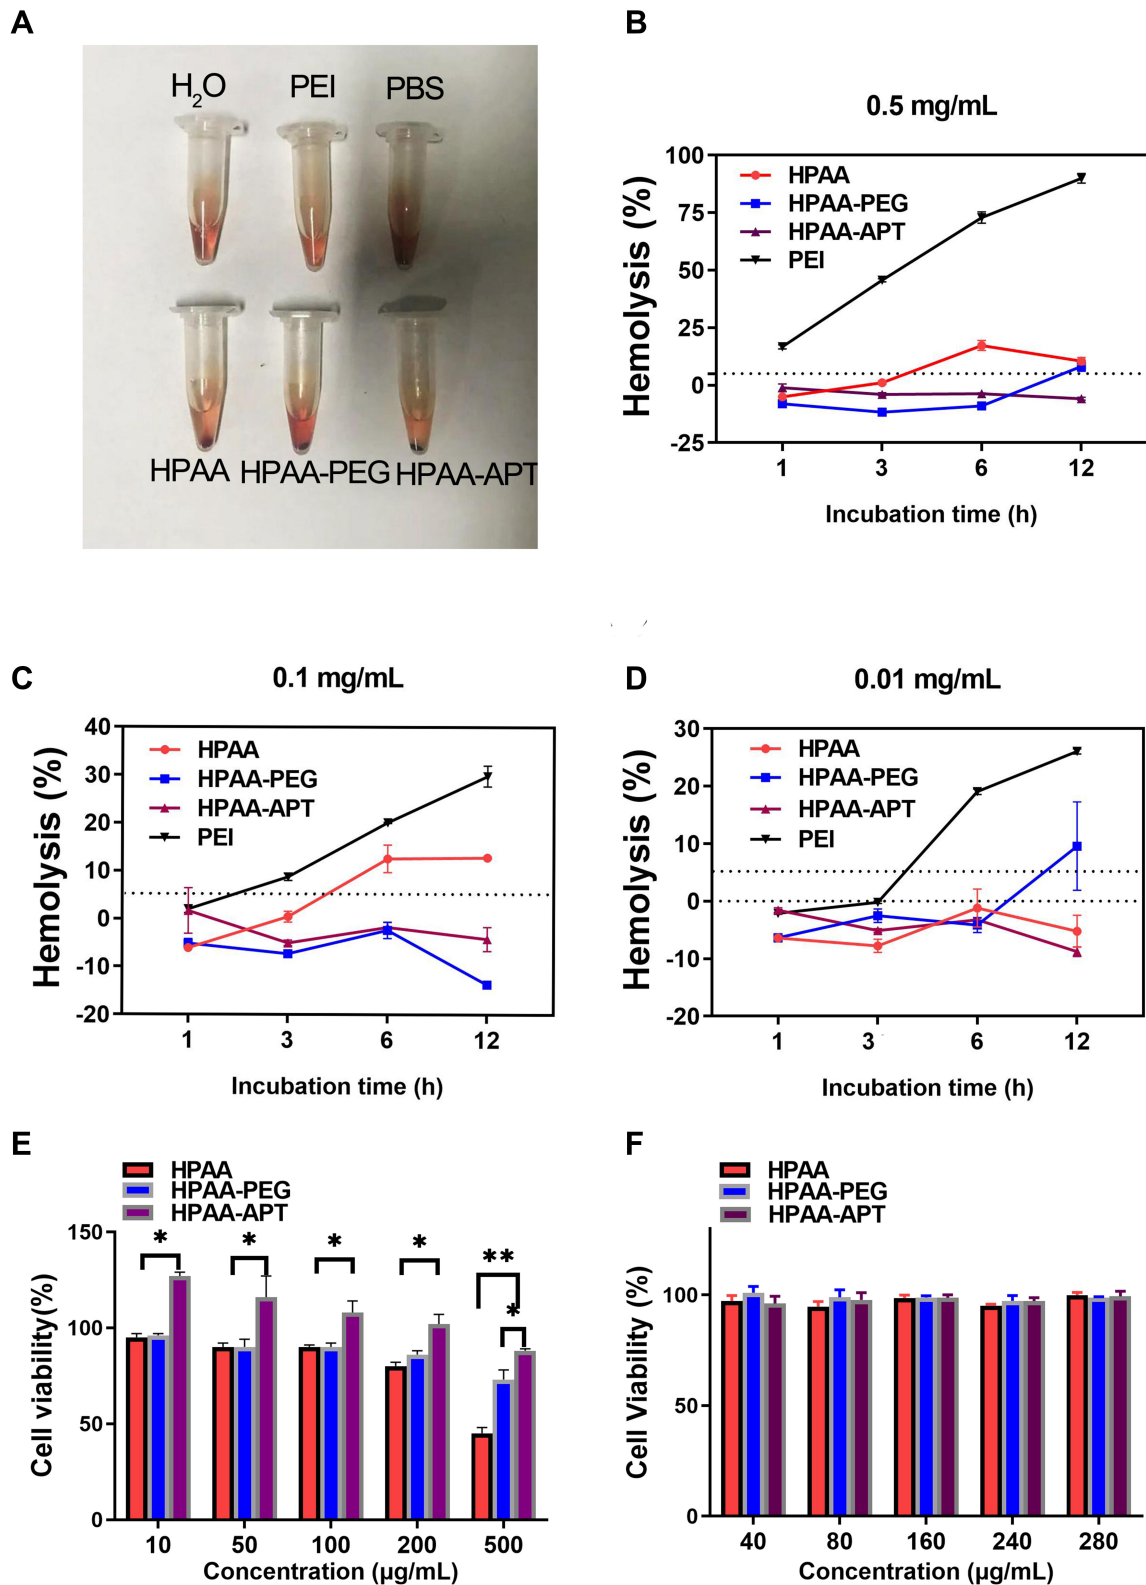 A
H₂O PEI PBS
HPAA HPAA-PEG HPAA-APT
B
0.5 mg/mL
Hemolysis (%)
100
75
50
25
0
-25
HPAA
HPAA-PEG
HPAA-APT
PEI
1 3 6 12
Incubation time (h)
C
0.1 mg/mL
Hemolysis (%)
40
30
20
10
0
-10
-20
HPAA
HPAA-PEG
HPAA-APT
PEI
1 3 6 12
Incubation time (h)
D
0.01 mg/mL
Hemolysis (%)
30
20
10
0
-10
-20
HPAA
HPAA-PEG
HPAA-APT
PEI
1 3 6 12
Incubation time (h)
E
HPAA
HPAA-PEG
HPAA-APT
Cell viability(%)
150
100
50
0
* * * * ** *
10 50 100 200 500
Concentration (μg/mL)
F
HPAA
HPAA-PEG
HPAA-APT
Cell Viability (%)
100
50
0
40 80 160 240 280
Concentration (μg/mL)